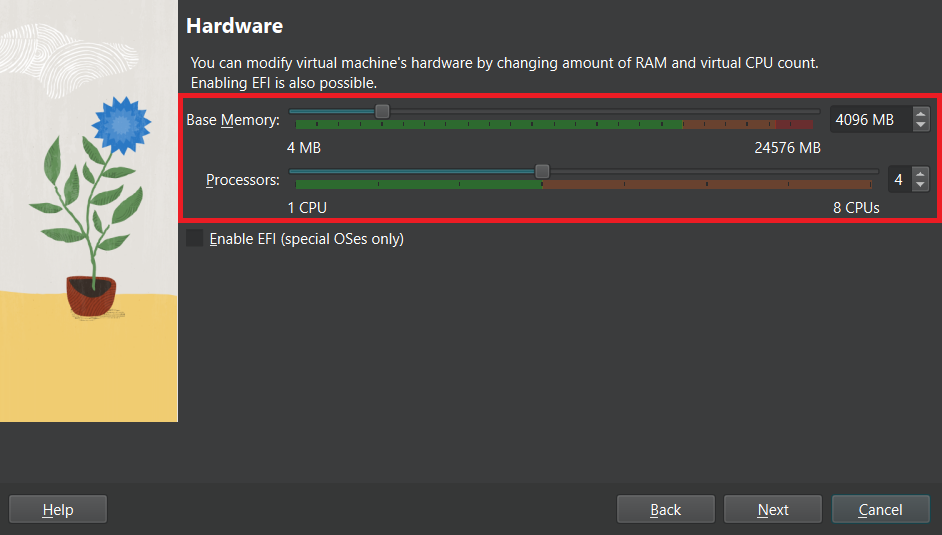 Hardware
You can modify virtual machine's hardware by changing amount of RAM and virtual CPU count.
Enabling EFI is also possible.
Base Memory: 4096 MB
4 MB 24576 MB
Processors: 4
1 CPU 8 CPUs
Enable EFI (special OSes only)
Help Back Next Cancel